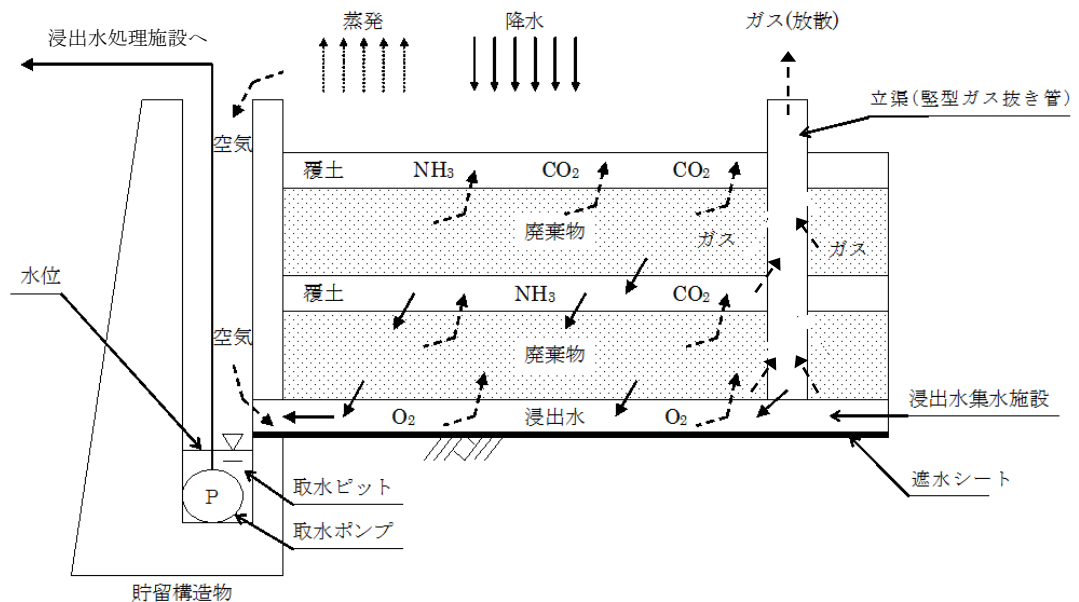 蒸発
降水
ガス(放散)
浸出水処理施設へ
立渠(竪型ガス抜き管)
空気
覆土
NH3
CO2
CO2
廃棄物
ガス
ガス
水位
覆土
NH3
CO2
空気
廃棄物
浸出水集水施設
O2
浸出水
O2
遮水シート
取水ピット
P
取水ポンプ
貯留構造物